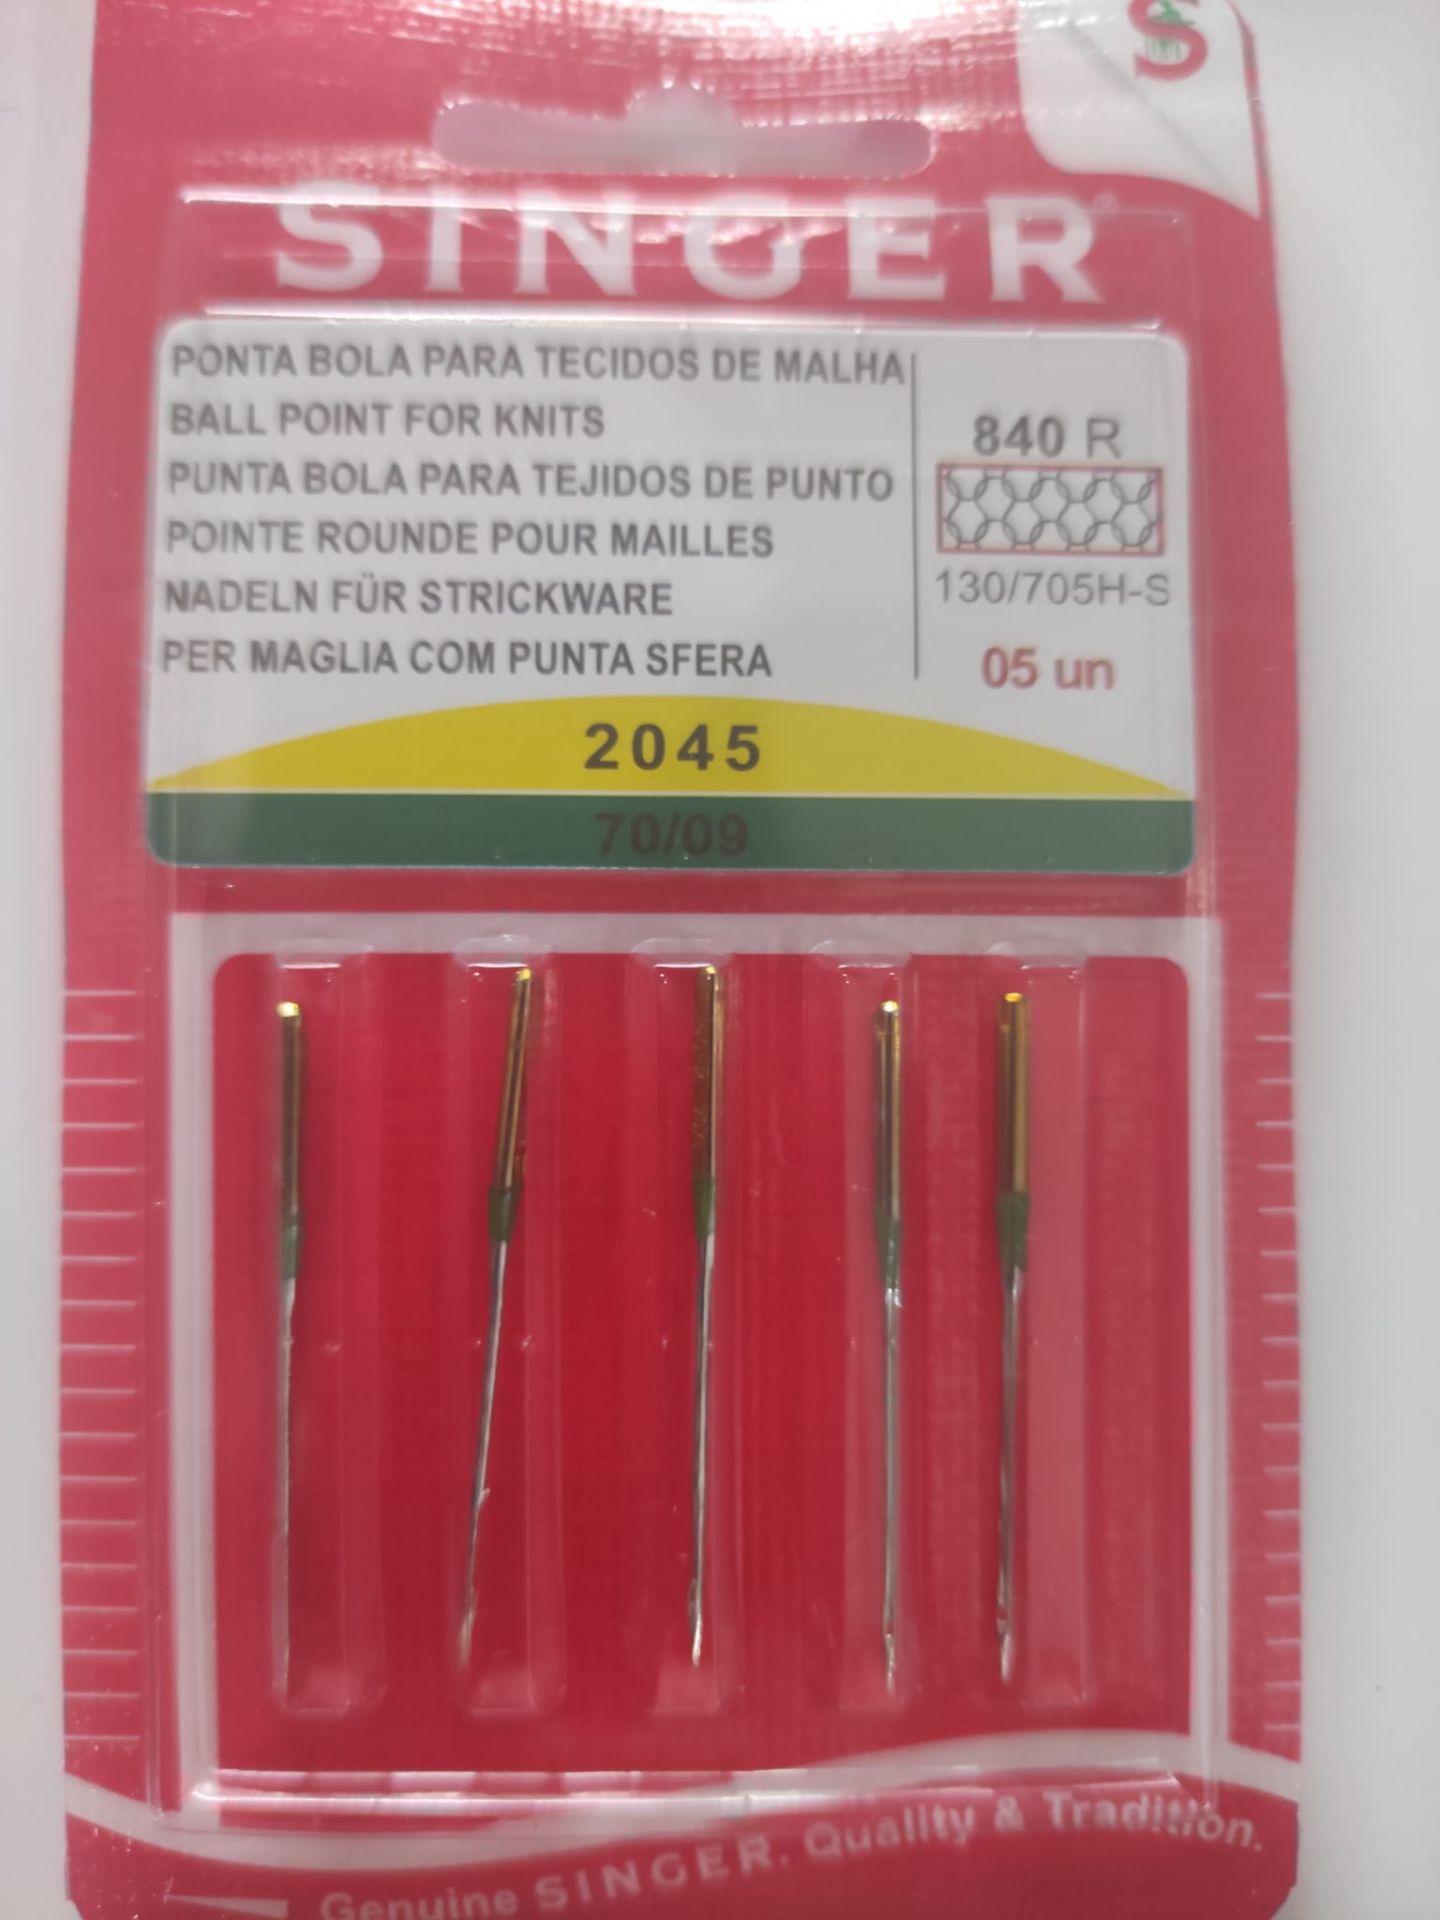 S
SINGER®
PONTA BOLA PARA TECIDOS DE MALHA
BALL POINT FOR KNITS
PUNTA BOLA PARA TEJIDOS DE PUNTO
POINTE ROUNDE POUR MAILLES
NADELN FÜR STRICKWARE
PER MAGLIA COM PUNTA SFERA
840 R
130/705H-S
05 un
2045
70/09
Genuine SINGER. Quality & Tradition.